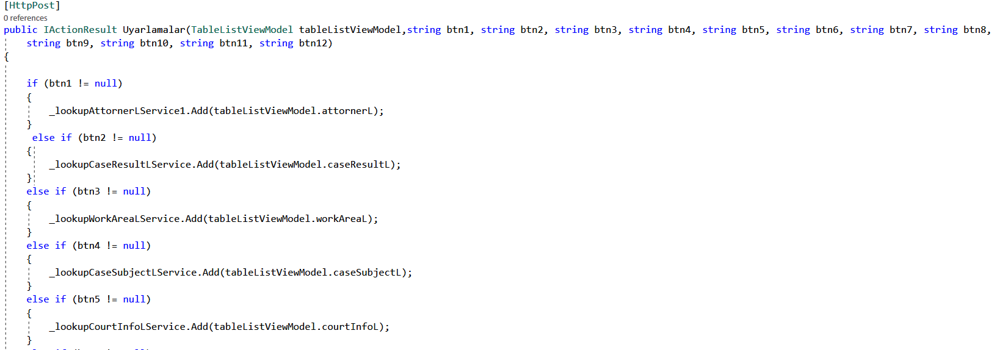 [HttpPost]
0 references
public IActionResult Uyarlamalar(TableListViewModel tableListViewModel,string btn1, string btn2, string btn3, string btn4, string btn5, string btn6, string btn7, string btn8,
string btn9, string btn10, string btn11, string btn12)
{
if (btn1 != null)
{
_lookupAttornerLService1.Add(tableListViewModel.attornerL);
}
else if (btn2 != null)
{
_lookupCaseResultLService.Add(tableListViewModel.caseResultL);
}
else if (btn3 != null)
{
_lookupWorkAreaLService.Add(tableListViewModel.workAreaL);
}
else if (btn4 != null)
{
_lookupCaseSubjectLService.Add(tableListViewModel.caseSubjectL);
}
else if (btn5 != null)
{
_lookupCourtInfoLService.Add(tableListViewModel.courtInfoL);
}